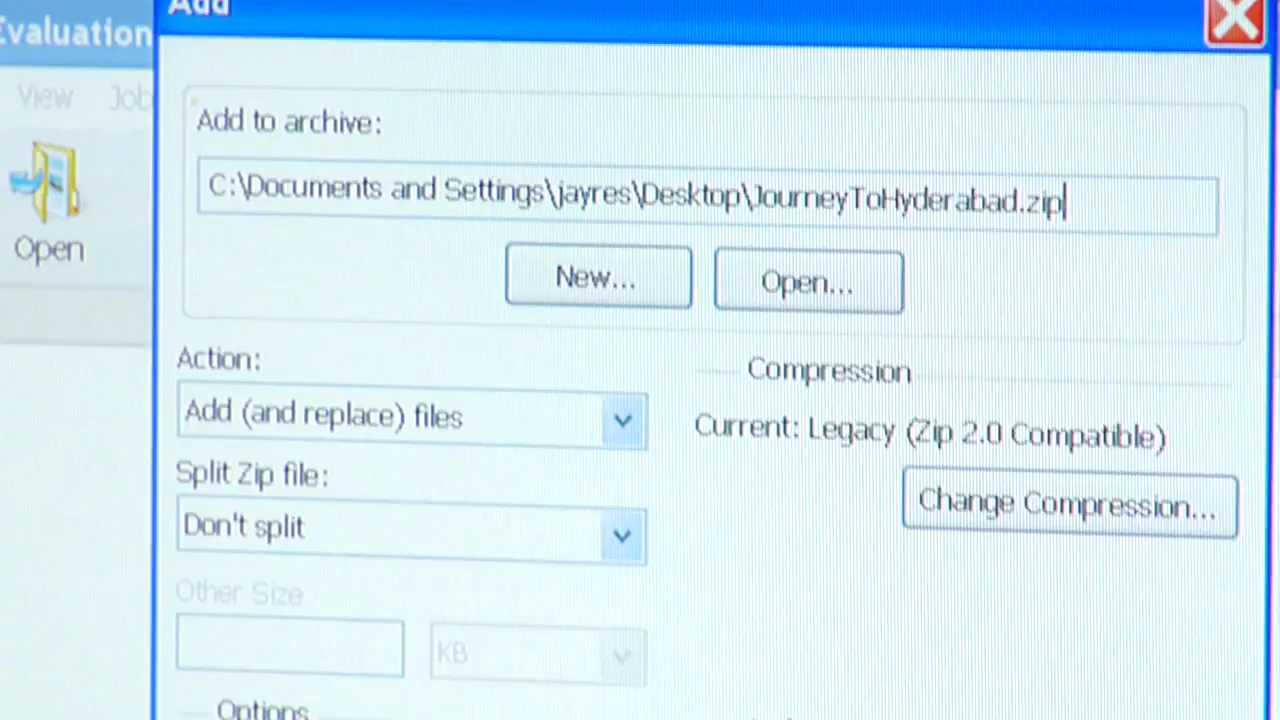 Add
Evaluation
View Job
Open
Add to archive:
C:\Documents and Settings\jayres\Desktop\JourneyToHyderabad.zip
New...
Open...
Action:
Add (and replace) files
Split Zip file:
Don't split
Other Size
KB
Compression
Current: Legacy (Zip 2.0 Compatible)
Change Compression...
Options